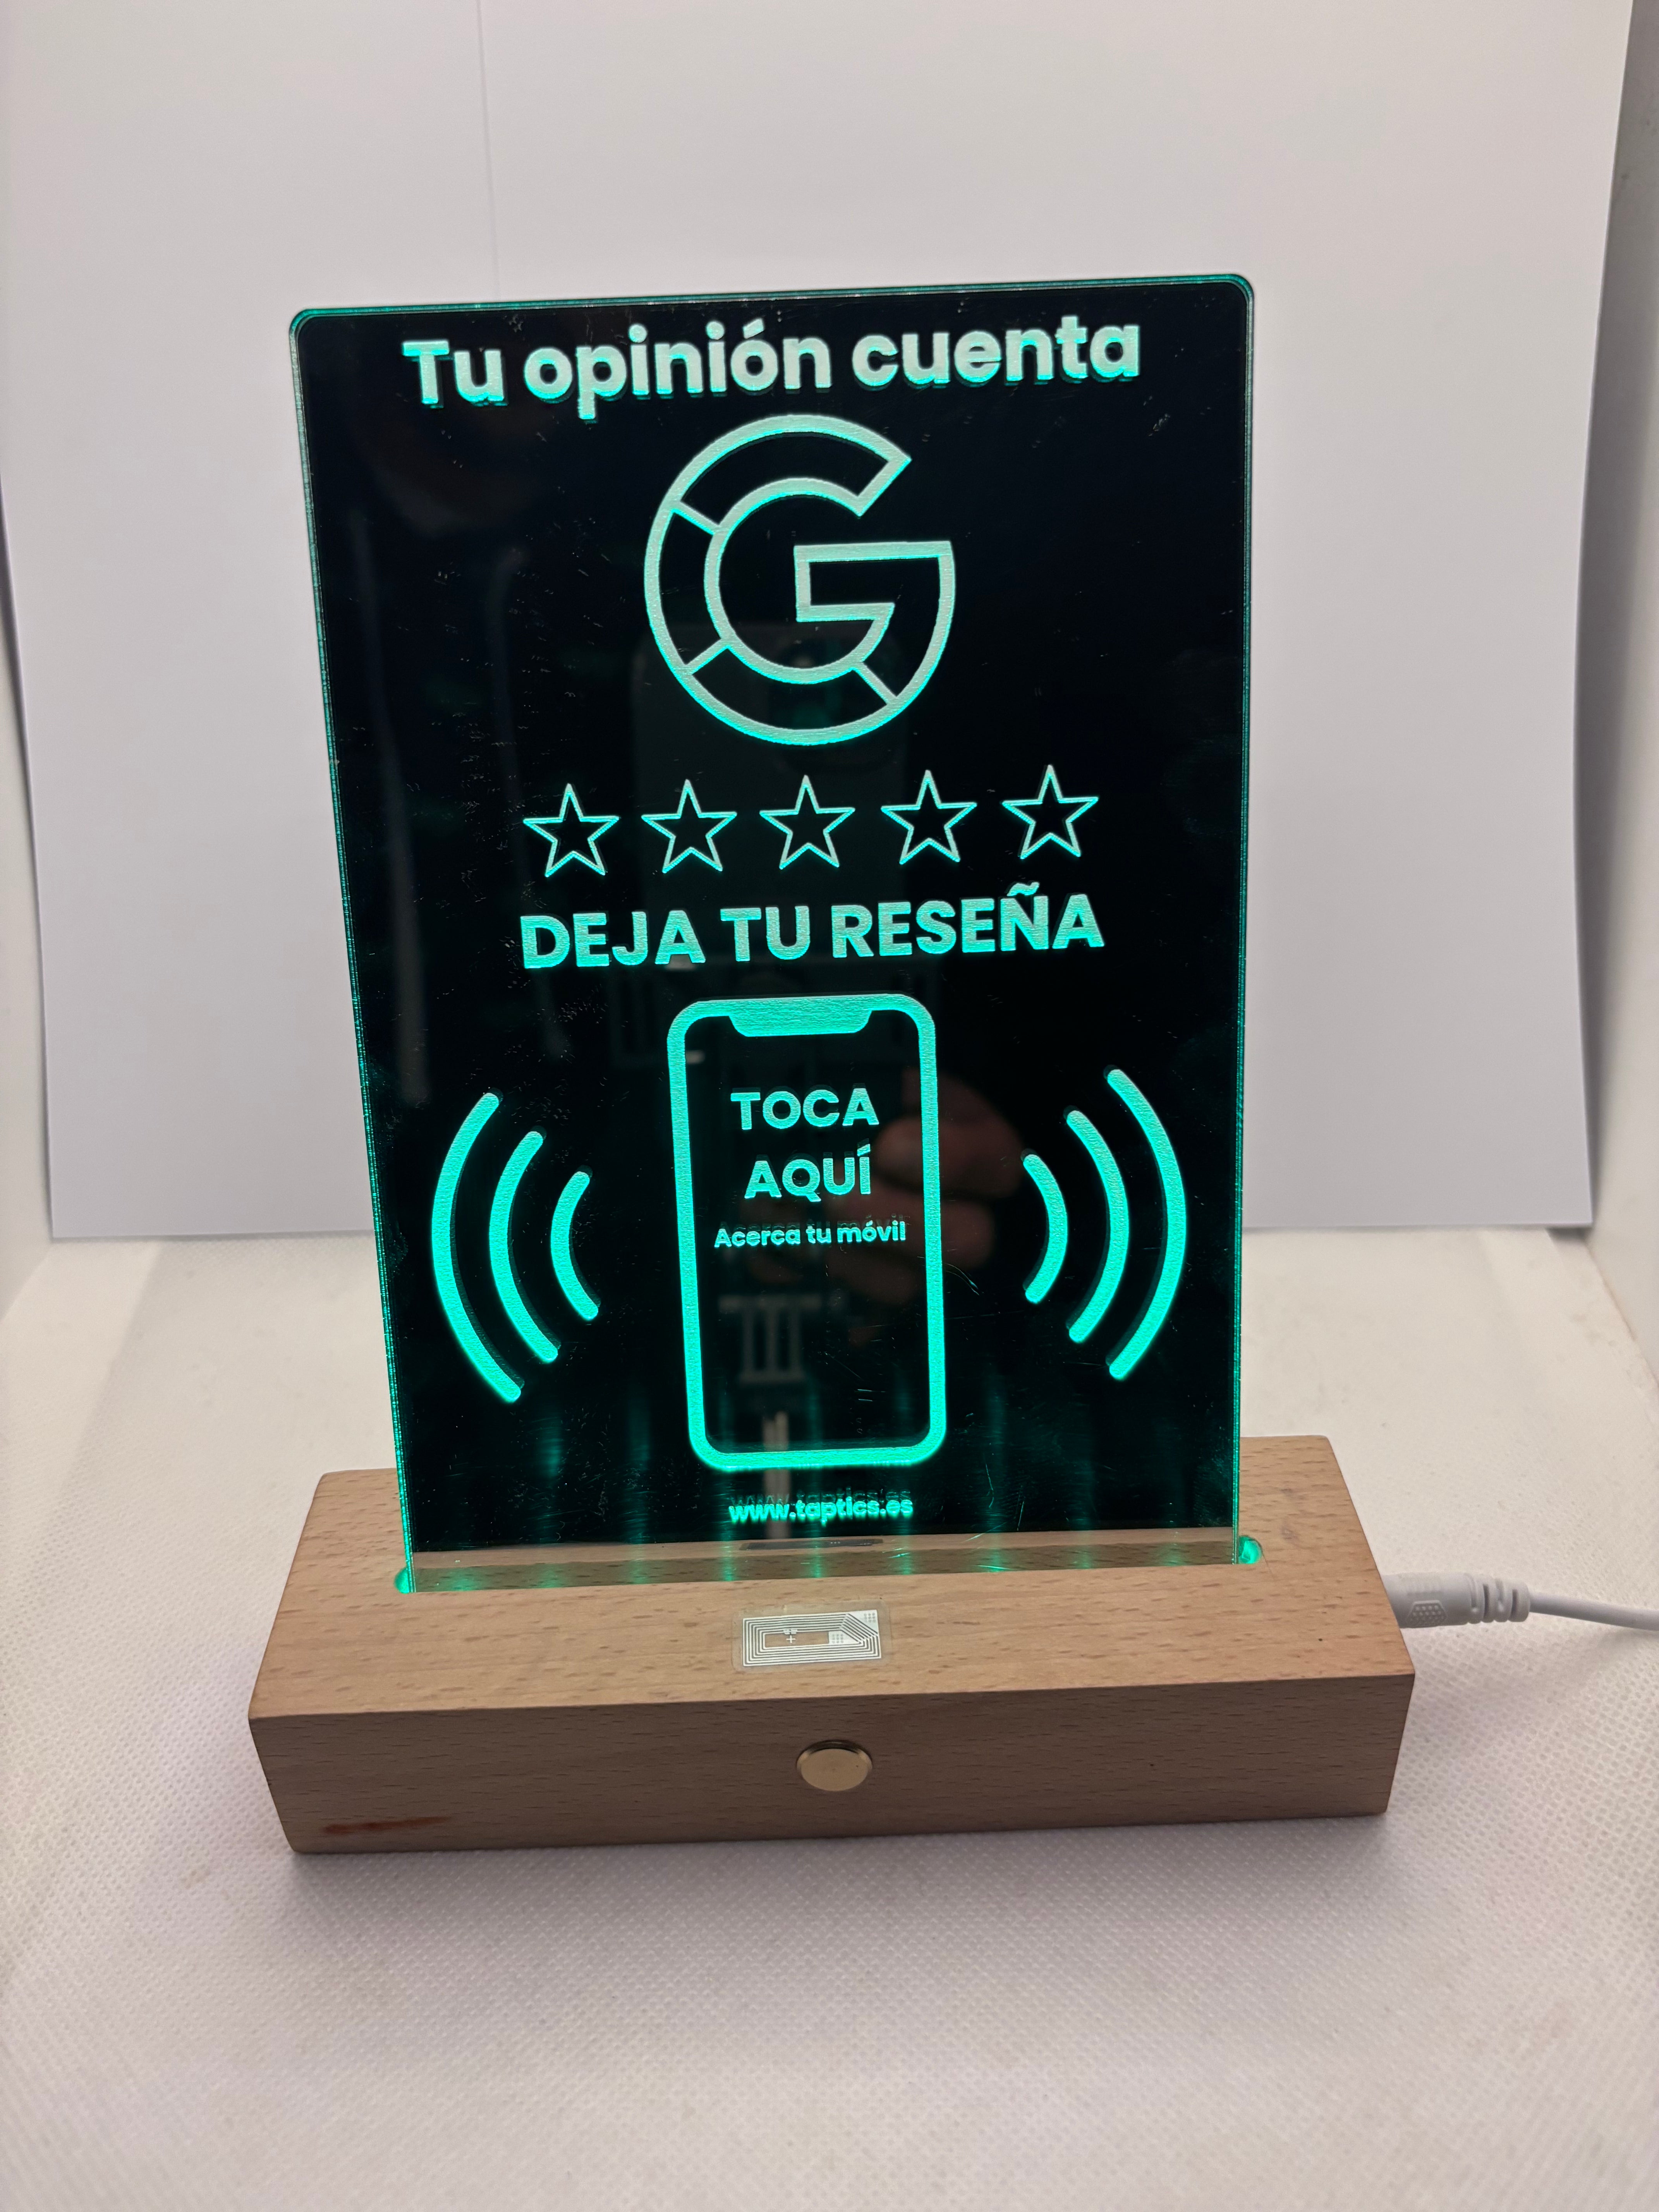 Tu opinión cuenta
G
DEJA TU RESEÑA
TOCA
AQUÍ
Acerca tu móvil
www.taptics.es